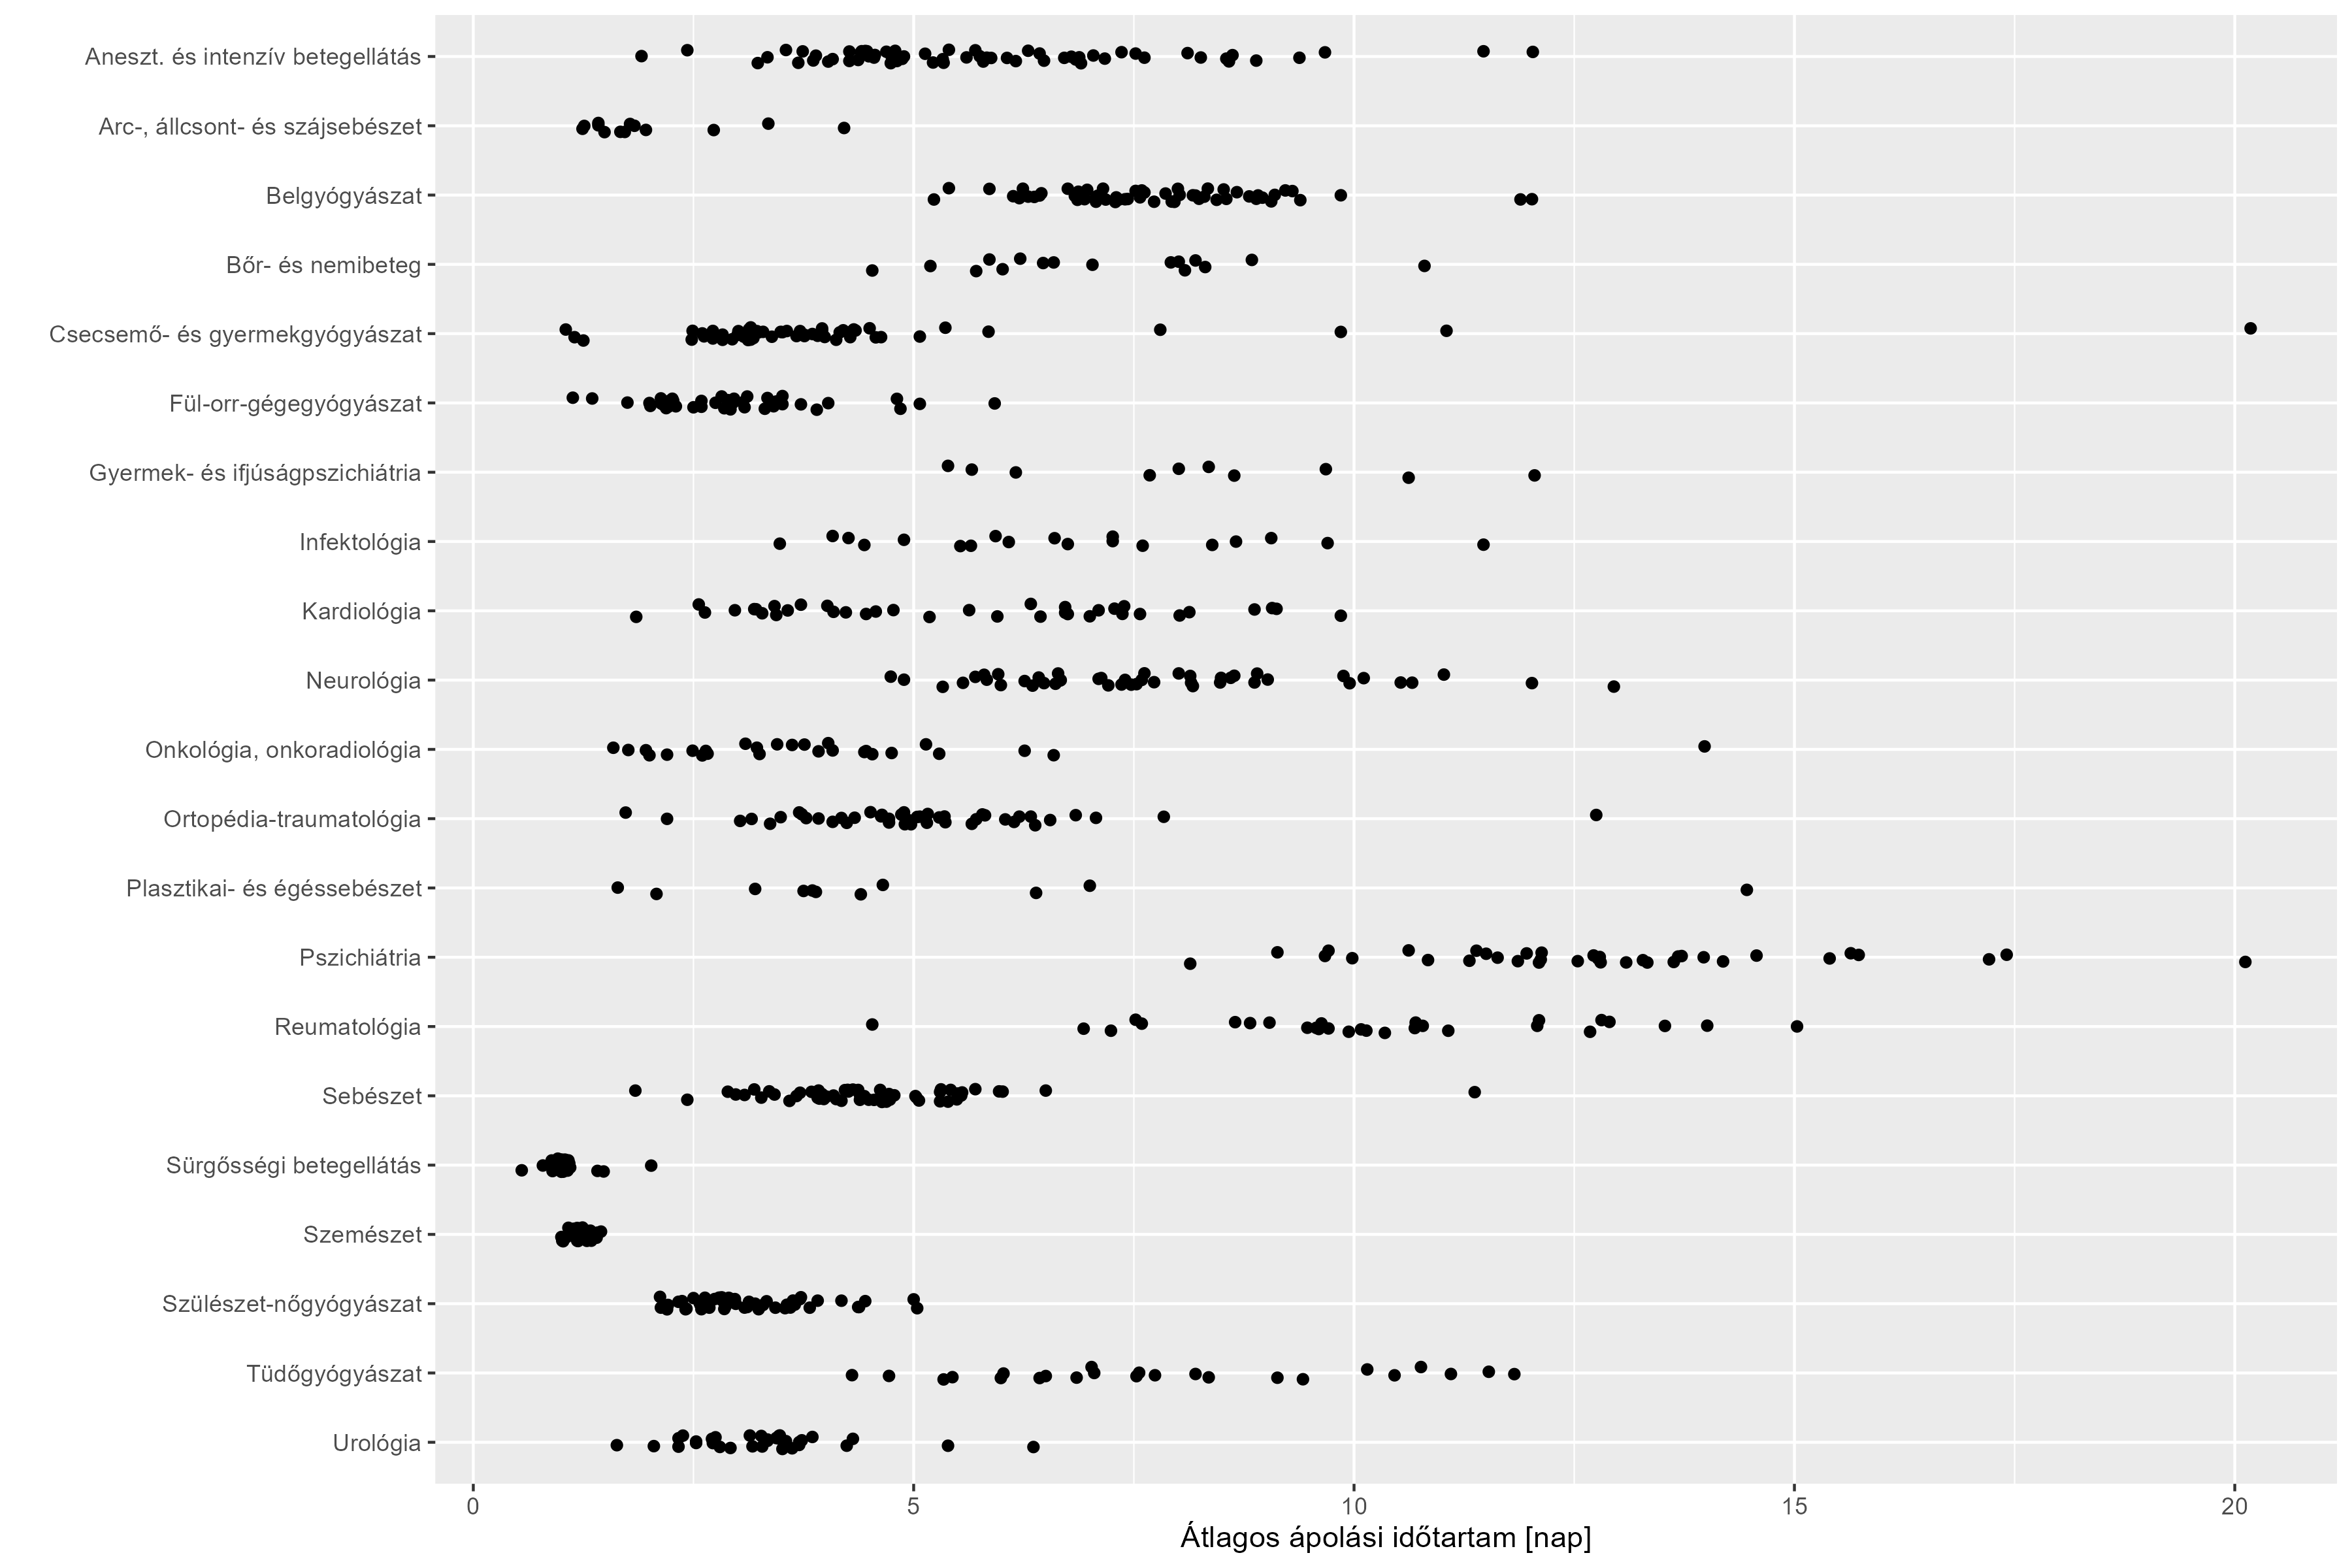 Aneszt. és intenzív betegellátás
Arc-, állcsont- és szájsebészet
Belgyógyászat
Bőr- és nemibeteg
Csecsemő- és gyermekgyógyászat
Fül-orr-gégegyógyászat
Gyermek- és ifjúságpszichiátria
Infektológia
Kardiológia
Neurológia
Onkológia, onkoradiológia
Ortopédia-traumatológia
Plasztikai- és égéssebészet
Pszichiátria
Reumatológia
Sebészet
Sürgősségi betegellátás
Szemészet
Szülészet-nőgyógyászat
Tüdőgyógyászat
Urológia
0 5 10 15 20
Átlagos ápolási időtartam [nap]